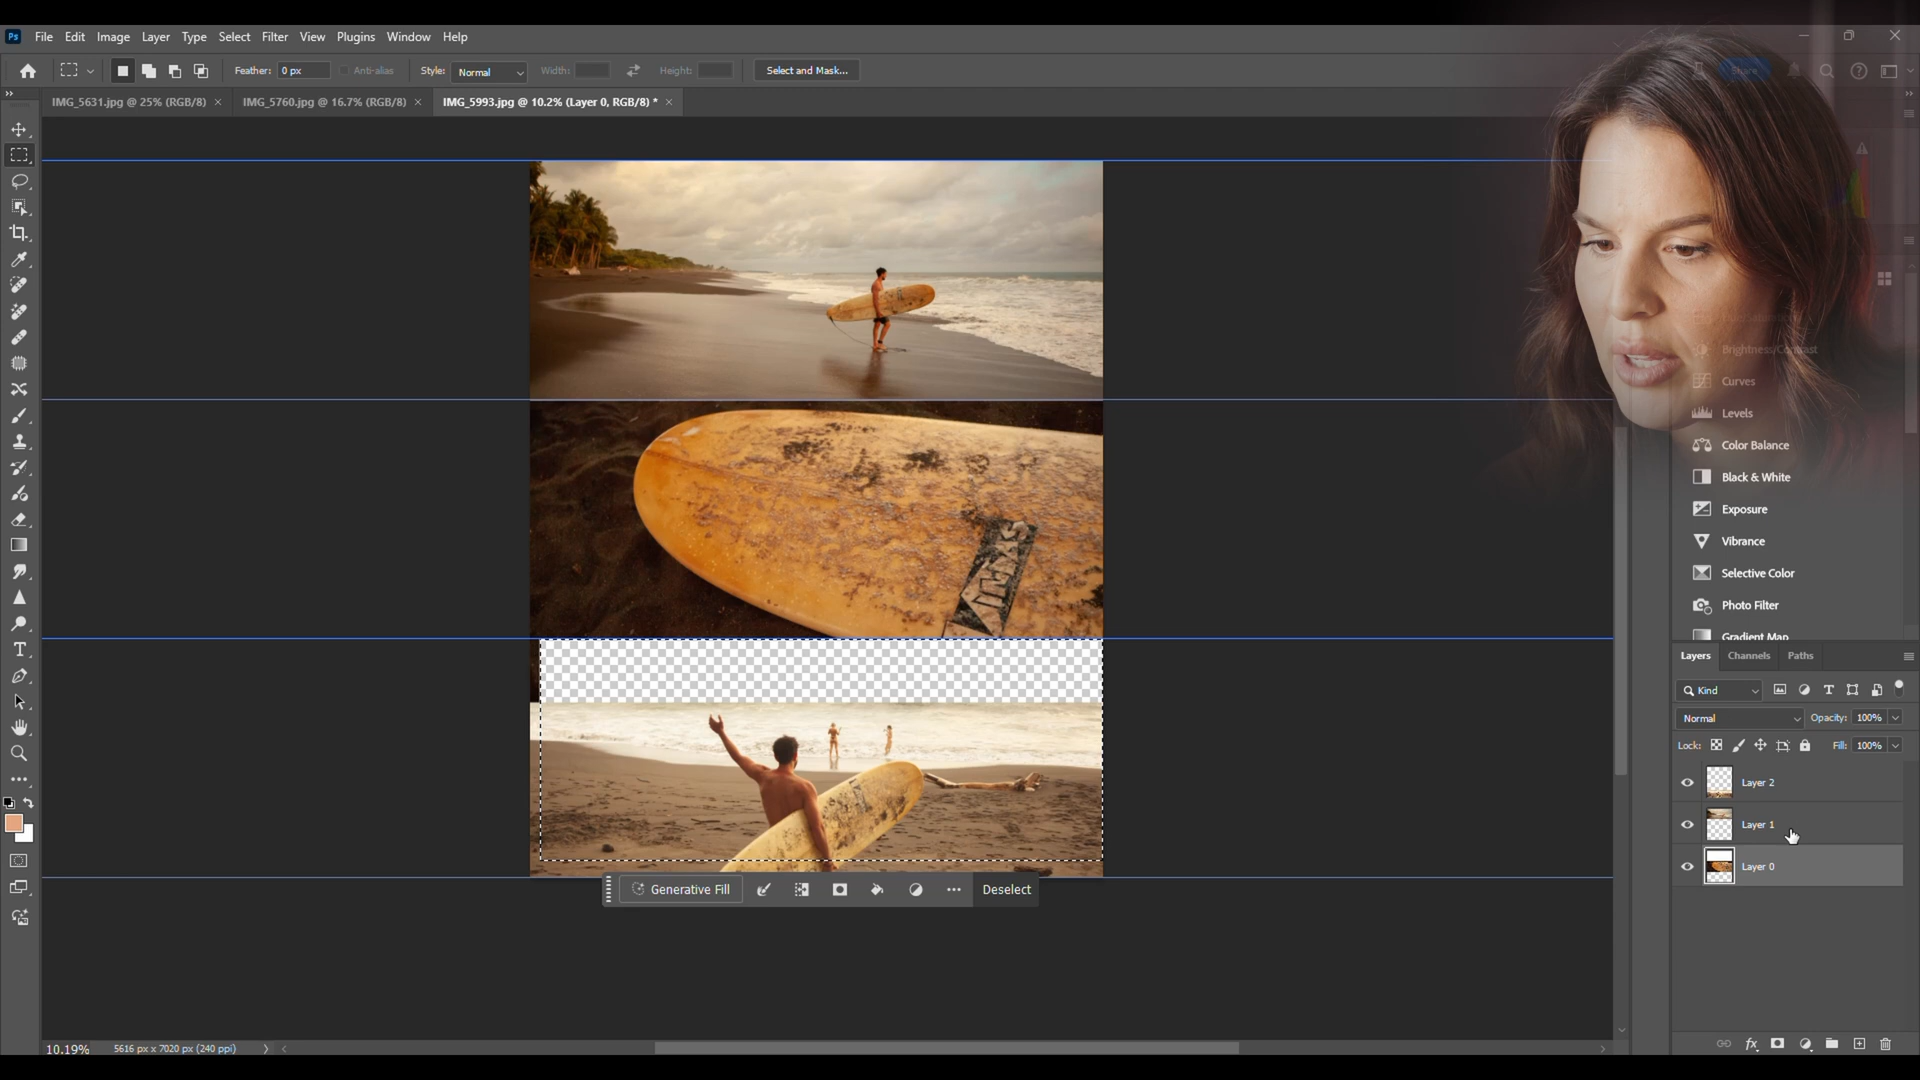 Ps File Edit Image Layer Type Select Filter View Plugins Window Help
Feather: 0 px Anti-alias Style: Normal Width: Height: Select and Mask... Share
IMG_5631.jpg @ 25% (RGB/8) × IMG_5760.jpg @ 16.7% (RGB/8) × IMG_5993.jpg @ 10.2% (Layer 0, RGB/8) * ×
Brightness/Contrast
Curves
Levels
Color Balance
Black & White
Exposure
Vibrance
Selective Color
Photo Filter
Gradient Map
Layers Channels Paths
Kind
Normal Opacity: 100%
Lock: Fill: 100%
Layer 2
Layer 1
Layer 0
Generative Fill Deselect
10.19% 5616 px x 7020 px (240 ppi)